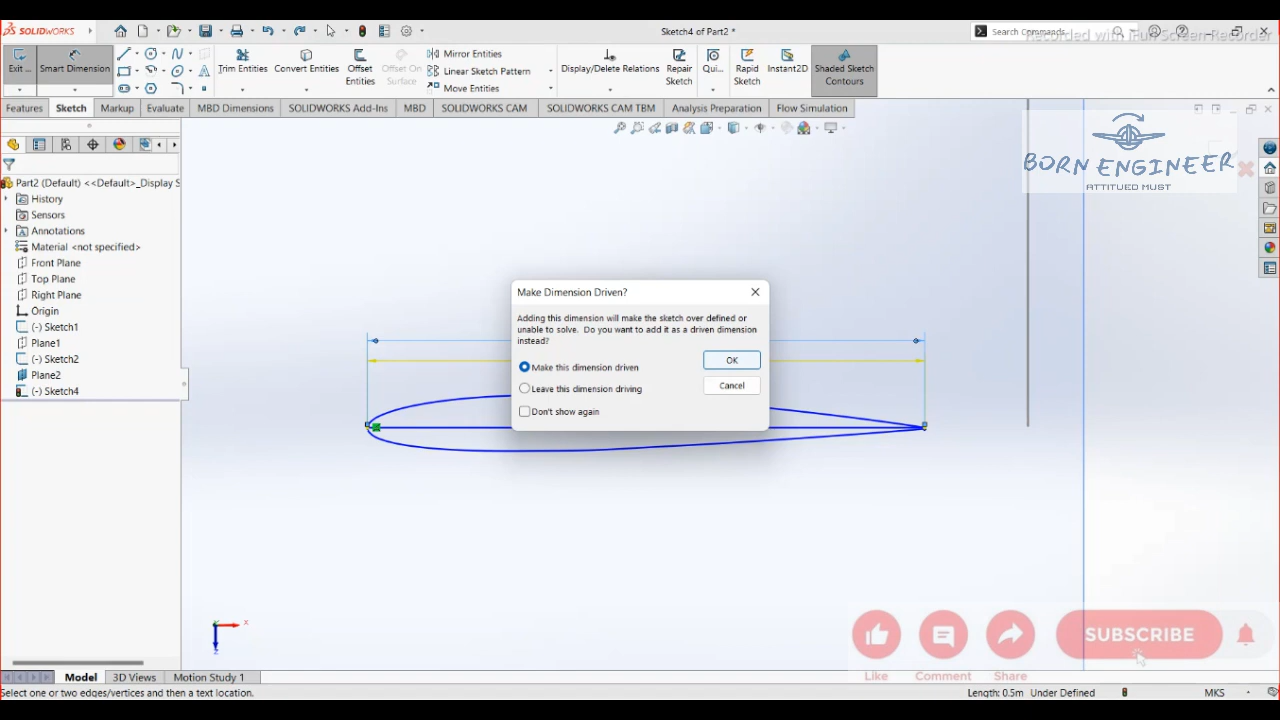 SOLIDWORKS
Sketch4 of Part2 *
Search Commands
Recorded with iFun Screen Recorder
Exit ...
Smart Dimension
Trim Entities
Convert Entities
Offset Entities
Offset On Surface
Mirror Entities
Linear Sketch Pattern
Move Entities
Display/Delete Relations
Repair Sketch
Qui...
Rapid Sketch
Instant2D
Shaded Sketch Contours
Features
Sketch
Markup
Evaluate
MBD Dimensions
SOLIDWORKS Add-Ins
MBD
SOLIDWORKS CAM
SOLIDWORKS CAM TBM
Analysis Preparation
Flow Simulation
BORN ENGINEER
ATTITUED MUST
Part2 (Default) <<Default>_Display S
History
Sensors
Annotations
Material <not specified>
Front Plane
Top Plane
Right Plane
Origin
(-) Sketch1
Plane1
(-) Sketch2
Plane2
(-) Sketch4
Make Dimension Driven?
Adding this dimension will make the sketch over defined or
unable to solve. Do you want to add it as a driven dimension
instead?
Make this dimension driven
Leave this dimension driving
Don't show again
OK
Cancel
x
z
Like
Comment
Share
SUBSCRIBE
Model
3D Views
Motion Study 1
Select one or two edges/vertices and then a text location.
Length: 0.5m
Under Defined
MKS